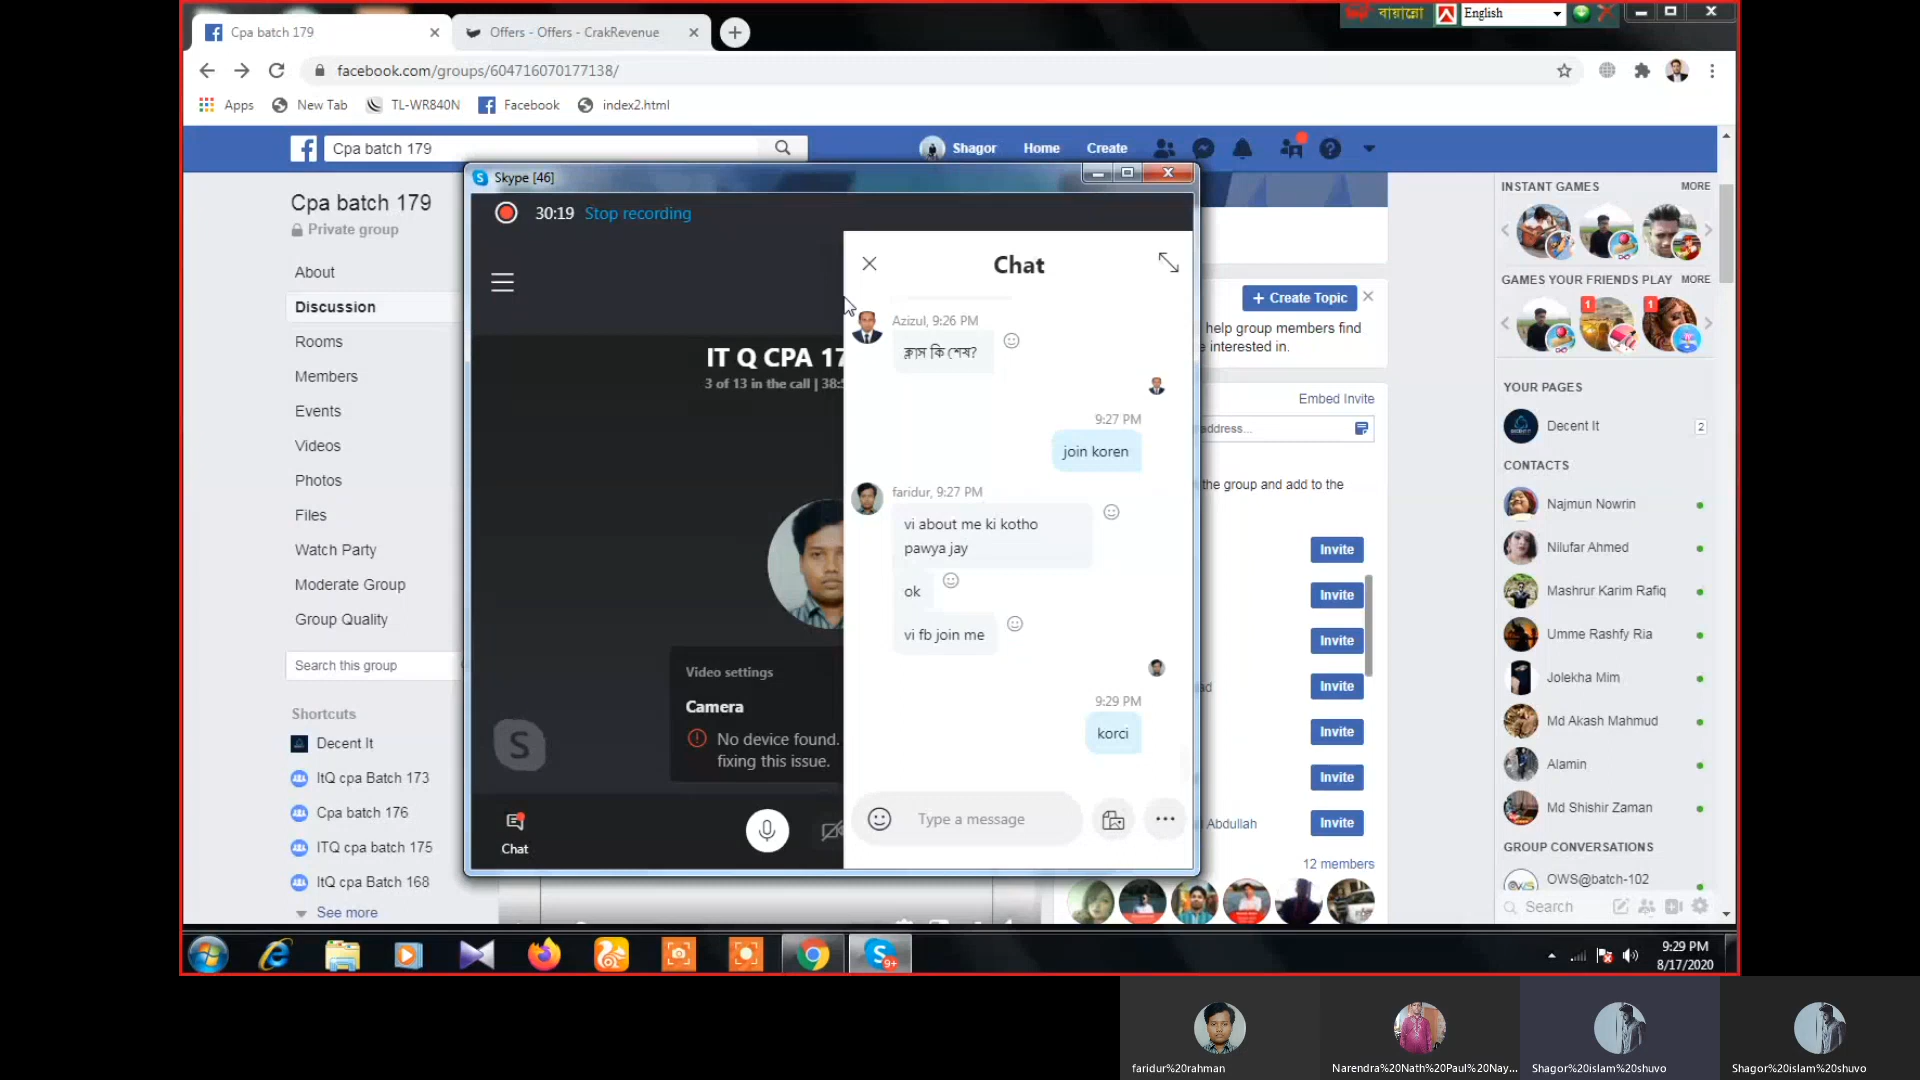 বায়ান্নো
English
Cpa batch 179
Offers - Offers - CrakRevenue
facebook.com/groups/604716070177138/
Apps
New Tab
TL-WR840N
Facebook
index2.html
Cpa batch 179
Shagor
Home
Create
Cpa batch 179
Private group
About
Discussion
Rooms
Members
Events
Videos
Photos
Files
Watch Party
Moderate Group
Group Quality
Search this group
Shortcuts
Decent It
ItQ cpa Batch 173
Cpa batch 176
ITQ cpa batch 175
ItQ cpa Batch 168
See more
Skype [46]
30:19 Stop recording
IT Q CPA 17
3 of 13 in the call | 38:
Video settings
Camera
No device found.
fixing this issue.
Chat
Chat
Azizul, 9:26 PM
ক্লাস কি শেষ?
9:27 PM
join koren
faridur, 9:27 PM
vi about me ki kotho
pawya jay
ok
vi fb join me
9:29 PM
korci
Type a message
+ Create Topic
help group members find
interested in.
Embed Invite
address...
the group and add to the
Invite
Invite
Invite
Invite
Invite
Invite
Abdullah
Invite
12 members
INSTANT GAMES
MORE
GAMES YOUR FRIENDS PLAY
MORE
1
1
YOUR PAGES
Decent It
2
CONTACTS
Najmun Nowrin
Nilufar Ahmed
Mashrur Karim Rafiq
Umme Rashfy Ria
Jolekha Mim
Md Akash Mahmud
Alamin
Md Shishir Zaman
GROUP CONVERSATIONS
OWS@batch-102
Search
9+
9:29 PM
8/17/2020
faridur%20rahman
Narendra%20Nath%20Paul%20Nay...
Shagor%20islam%20shuvo
Shagor%20islam%20shuvo